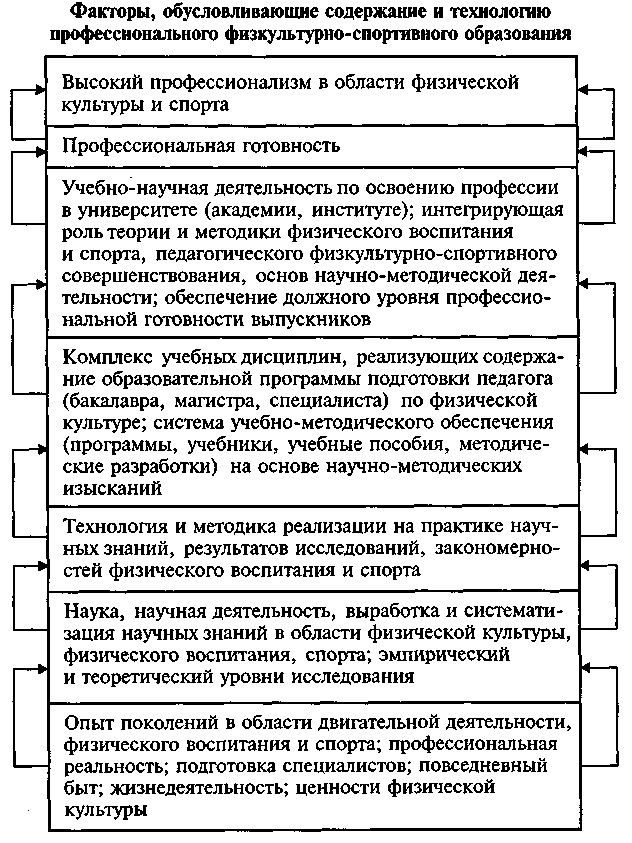 Факторы, обусловливающие содержание и технологию
профессионального физкультурно-спортивного образования
Высокий профессионализм в области физической
культуры и спорта
Профессиональная готовность
Учебно-научная деятельность по освоению профессии
в университете (академии, институте); интегрирующая
роль теории и методики физического воспитания
и спорта, педагогического физкультурно-спортивного
совершенствования, основ научно-методической дея-
тельности; обеспечение должного уровня профессио-
нальной готовности выпускников
Комплекс учебных дисциплин, реализующих содержа-
ние образовательной программы подготовки педагога
(бакалавра, магистра, специалиста) по физической
культуре; система учебно-методического обеспечения
(программы, учебники, учебные пособия, методиче-
ские разработки) на основе научно-методических
изысканий
Технология и методика реализации на практике науч-
ных знаний, результатов исследований, закономерно-
стей физического воспитания и спорта
Наука, научная деятельность, выработка и системати-
зация научных знаний в области физической культуры,
физического воспитания, спорта; эмпирический
и теоретический уровни исследования
Опыт поколений в области двигательной деятельности,
физического воспитания и спорта; профессиональная
реальность; подготовка специалистов; повседневный
быт; жизнедеятельность; ценности физической
культуры